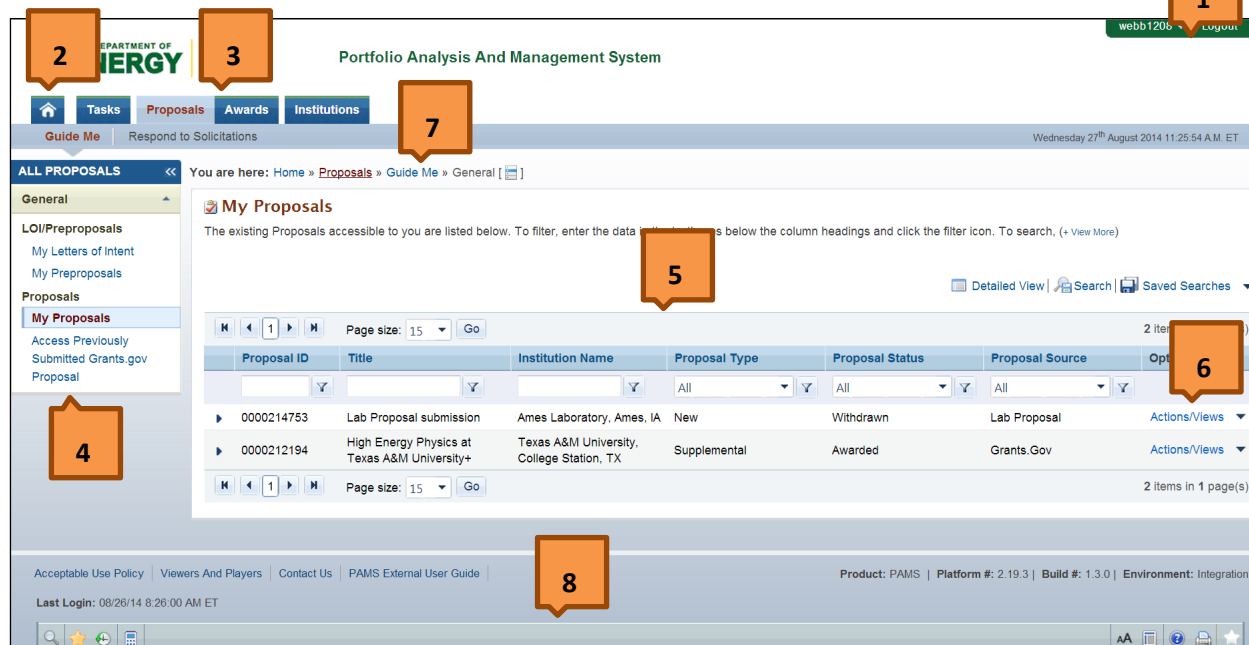 1
webb1208 Logout
2
3
EPARTMENT OF
NERGY
Portfolio Analysis And Management System
Tasks Proposals Awards Institutions
7
Guide Me Respond to Solicitations
Wednesday 27th August 2014 11:25:54 A.M. ET
ALL PROPOSALS «
You are here: Home » Proposals » Guide Me » General [ ]
General
My Proposals
LOI/Preproposals
The existing Proposals accessible to you are listed below. To filter, enter the data in below the column headings and click the filter icon. To search, (+ View More)
My Letters of Intent
My Preproposals
5
Detailed View | Search | Saved Searches
Proposals
My Proposals
Access Previously
Submitted Grants.gov
Proposal
1 Page size: 15 Go
2
Proposal ID Title Institution Name Proposal Type Proposal Status Proposal Source
6
All All All
0000214753 Lab Proposal submission Ames Laboratory, Ames, IA New Withdrawn Lab Proposal Actions/Views
4
0000212194 High Energy Physics at Texas A&M University+ Texas A&M University, College Station, TX Supplemental Awarded Grants.Gov Actions/Views
1 Page size: 15 Go
2 items in 1 page(s)
8
Acceptable Use Policy | Viewers And Players | Contact Us | PAMS External User Guide
Product: PAMS | Platform #: 2.19.3 | Build #: 1.3.0 | Environment: Integration
Last Login: 08/26/14 8:26:00 AM ET
AA